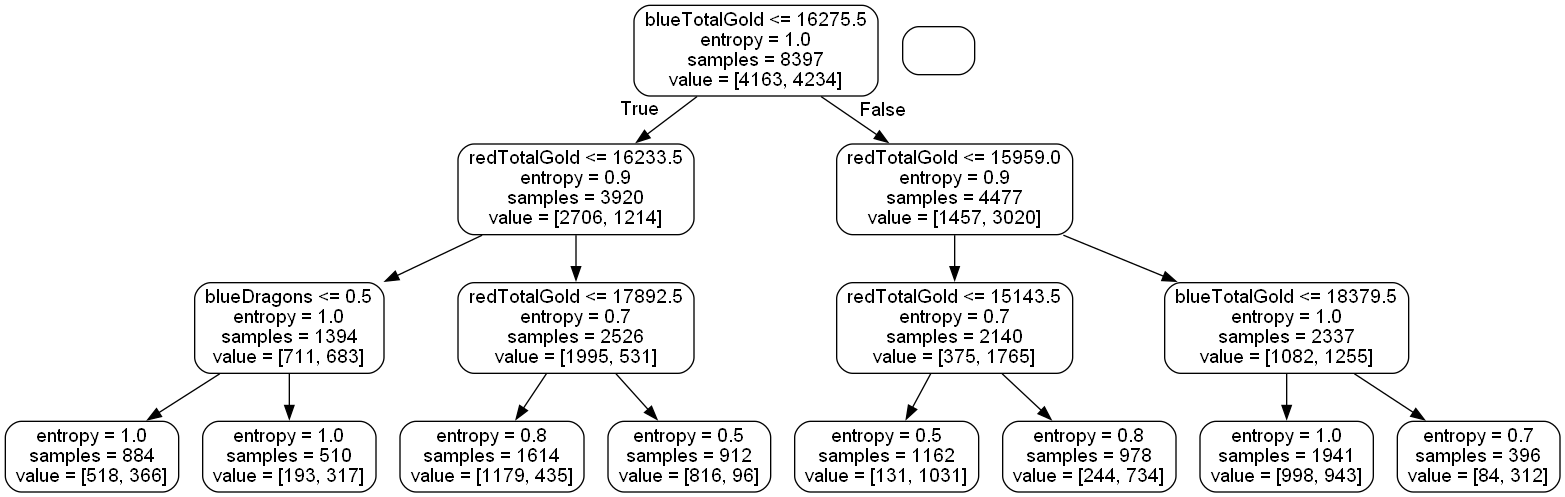 blueTotalGold <= 16275.5
entropy = 1.0
samples = 8397
value = [4163, 4234]
True
False
redTotalGold <= 16233.5
entropy = 0.9
samples = 3920
value = [2706, 1214]
redTotalGold <= 15959.0
entropy = 0.9
samples = 4477
value = [1457, 3020]
blueDragons <= 0.5
entropy = 1.0
samples = 1394
value = [711, 683]
redTotalGold <= 17892.5
entropy = 0.7
samples = 2526
value = [1995, 531]
redTotalGold <= 15143.5
entropy = 0.7
samples = 2140
value = [375, 1765]
blueTotalGold <= 18379.5
entropy = 1.0
samples = 2337
value = [1082, 1255]
entropy = 1.0
samples = 884
value = [518, 366]
entropy = 1.0
samples = 510
value = [193, 317]
entropy = 0.8
samples = 1614
value = [1179, 435]
entropy = 0.5
samples = 912
value = [816, 96]
entropy = 0.5
samples = 1162
value = [131, 1031]
entropy = 0.8
samples = 978
value = [244, 734]
entropy = 1.0
samples = 1941
value = [998, 943]
entropy = 0.7
samples = 396
value = [84, 312]